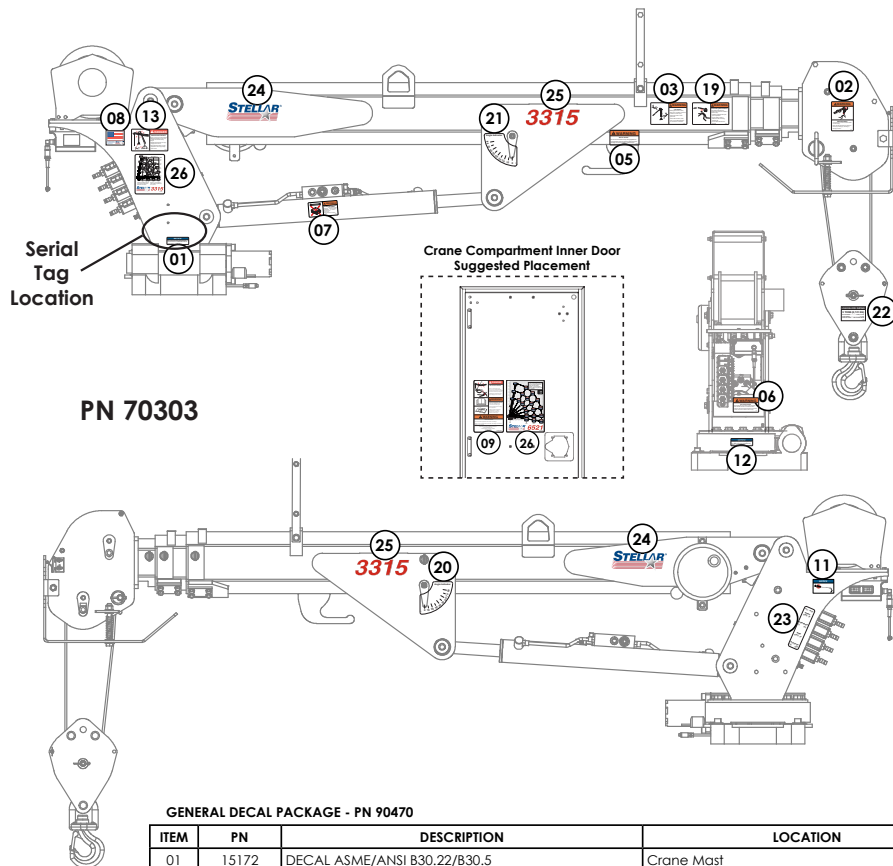 24
STELLAR
25
3315
03
19
02
08
13
21
26
05
3315
07
Serial
Tag
Location
01
Crane Compartment Inner Door
Suggested Placement
22
PN 70303
6521
09
26
06
12
25
3315
24
STELLAR
20
11
23
GENERAL DECAL PACKAGE - PN 90470
ITEM PN DESCRIPTION LOCATION
01 15172 DECAL ASME/ANSI B30.22/B30.5 Crane Mast